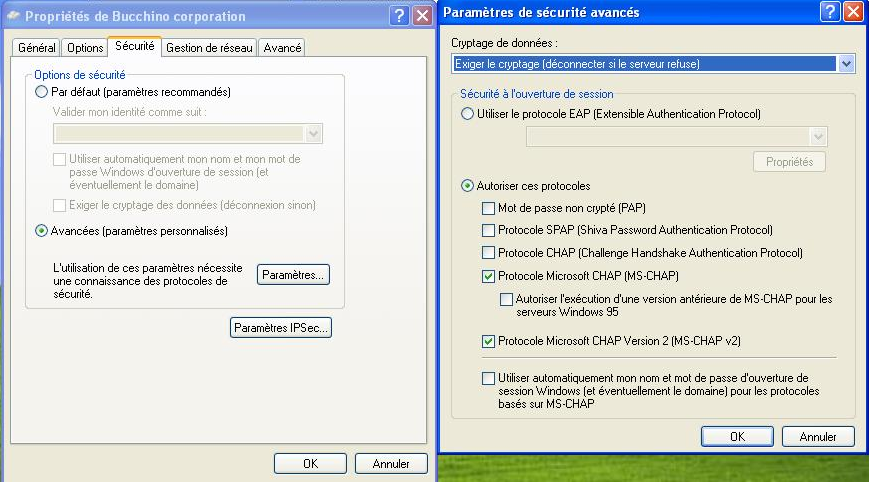 Propriétés de Bucchino corporation
Général
Options
Sécurité
Gestion de réseau
Avancé
Options de sécurité
Par défaut (paramètres recommandés)
Valider mon identité comme suit :
Utiliser automatiquement mon nom et mon mot de
passe Windows d'ouverture de session (et
éventuellement le domaine)
Exiger le cryptage des données (déconnexion sinon)
Avancées (paramètres personnalisés)
L'utilisation de ces paramètres nécessite
une connaissance des protocoles de
sécurité.
Paramètres...
Paramètres IPSec...
OK
Annuler
Paramètres de sécurité avancés
Cryptage de données :
Exiger le cryptage (déconnecter si le serveur refuse)
Sécurité à l'ouverture de session
Utiliser le protocole EAP (Extensible Authentication Protocol)
Propriétés
Autoriser ces protocoles
Mot de passe non crypté (PAP)
Protocole SPAP (Shiva Password Authentication Protocol)
Protocole CHAP (Challenge Handshake Authentication Protocol)
Protocole Microsoft CHAP (MS-CHAP)
Autoriser l'exécution d'une version antérieure de MS-CHAP pour les
serveurs Windows 95
Protocole Microsoft CHAP Version 2 (MS-CHAP v2)
Utiliser automatiquement mon nom et mot de passe d'ouverture de
session Windows (et éventuellement le domaine) pour les protocoles
basés sur MS-CHAP
OK
Annuler